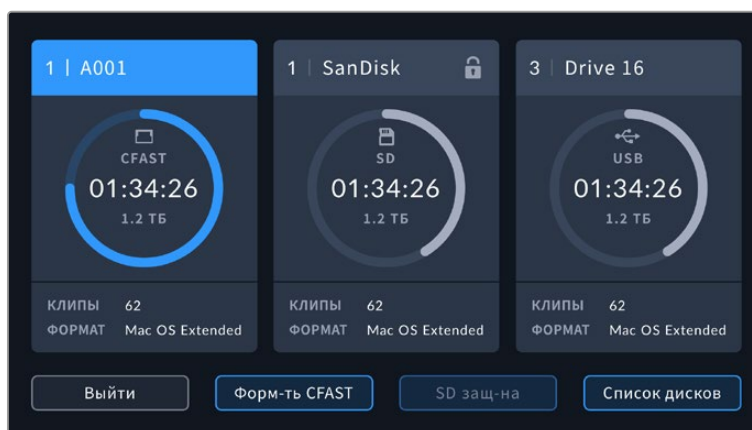 1 | A001
CFAST
01:34:26
1.2 ТБ
КЛИПЫ 62
ФОРМАТ Mac OS Extended
1 | SanDisk
SD
01:34:26
1.2 ТБ
КЛИПЫ 62
ФОРМАТ Mac OS Extended
3 | Drive 16
USB
01:34:26
1.2 ТБ
КЛИПЫ 62
ФОРМАТ Mac OS Extended
Выйти
Форм-ть CFAST
SD защ-на
Список дисков